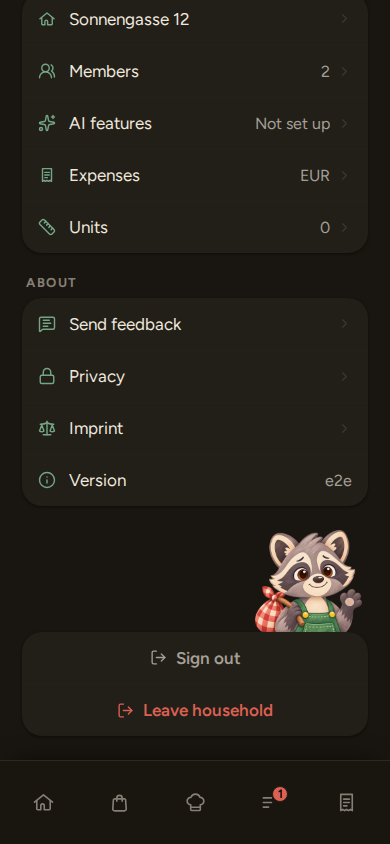 Sonnengasse 12
Members 2
AI features Not set up
Expenses EUR
Units 0
ABOUT
Send feedback
Privacy
Imprint
Version e2e
Sign out
Leave household
1